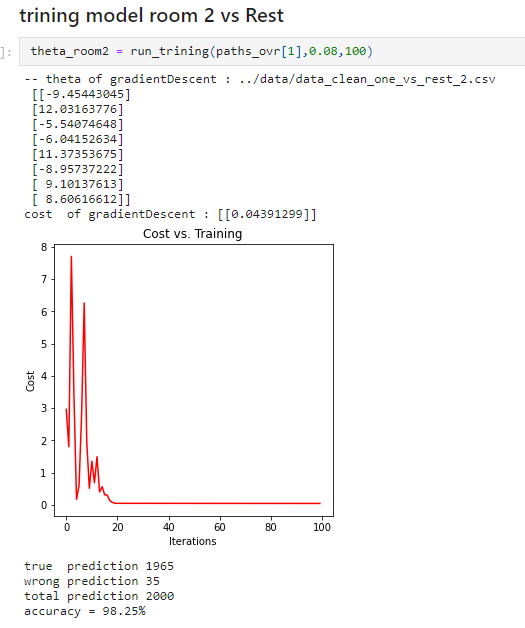 trining model room 2 vs Rest
]: theta_room2 = run_trining(paths_ovr[1],0.08,100)
-- theta of gradientDescent : ../data/data_clean_one_vs_rest_2.csv
[[-9.45443045]
[12.03163776]
[-5.54074648]
[-6.04152634]
[11.37353675]
[-8.95737222]
[ 9.10137613]
[ 8.60616612]]
cost  of gradientDescent : [[0.04391299]]
Cost vs. Training
8
7
6
5
4
3
2
1
0
Cost
0 20 40 60 80 100
Iterations
true  prediction 1965
wrong prediction 35
total prediction 2000
accuracy = 98.25%